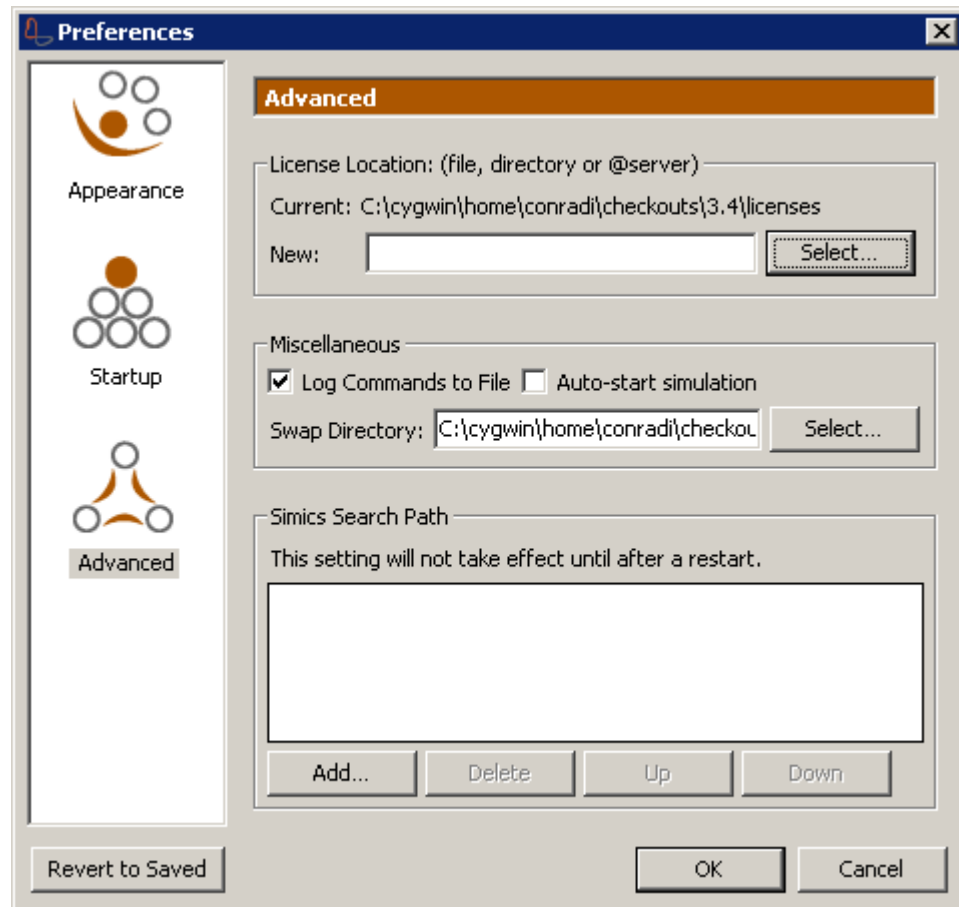 Preferences
Appearance
Startup
Advanced
Advanced
License Location: (file, directory or @server)
Current: C:\cygwin\home\conradi\checkouts\3.4\licenses
New: Select...
Miscellaneous
Log Commands to File Auto-start simulation
Swap Directory: C:\cygwin\home\conradi\checkou Select...
Simics Search Path
This setting will not take effect until after a restart.
Add... Delete Up Down
Revert to Saved OK Cancel